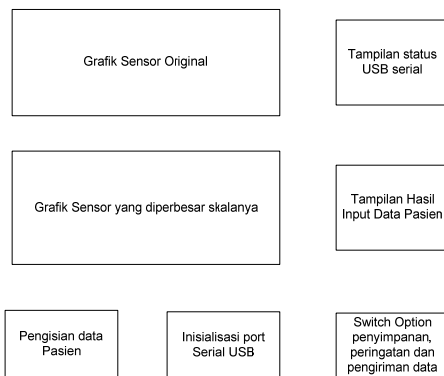 Grafik Sensor Original
Tampilan status
USB serial
Grafik Sensor yang diperbesar skalanya
Tampilan Hasil
Input Data Pasien
Pengisian data
Pasien
Inisialisasi port
Serial USB
Switch Option
penyimpanan,
peringatan dan
pengiriman data